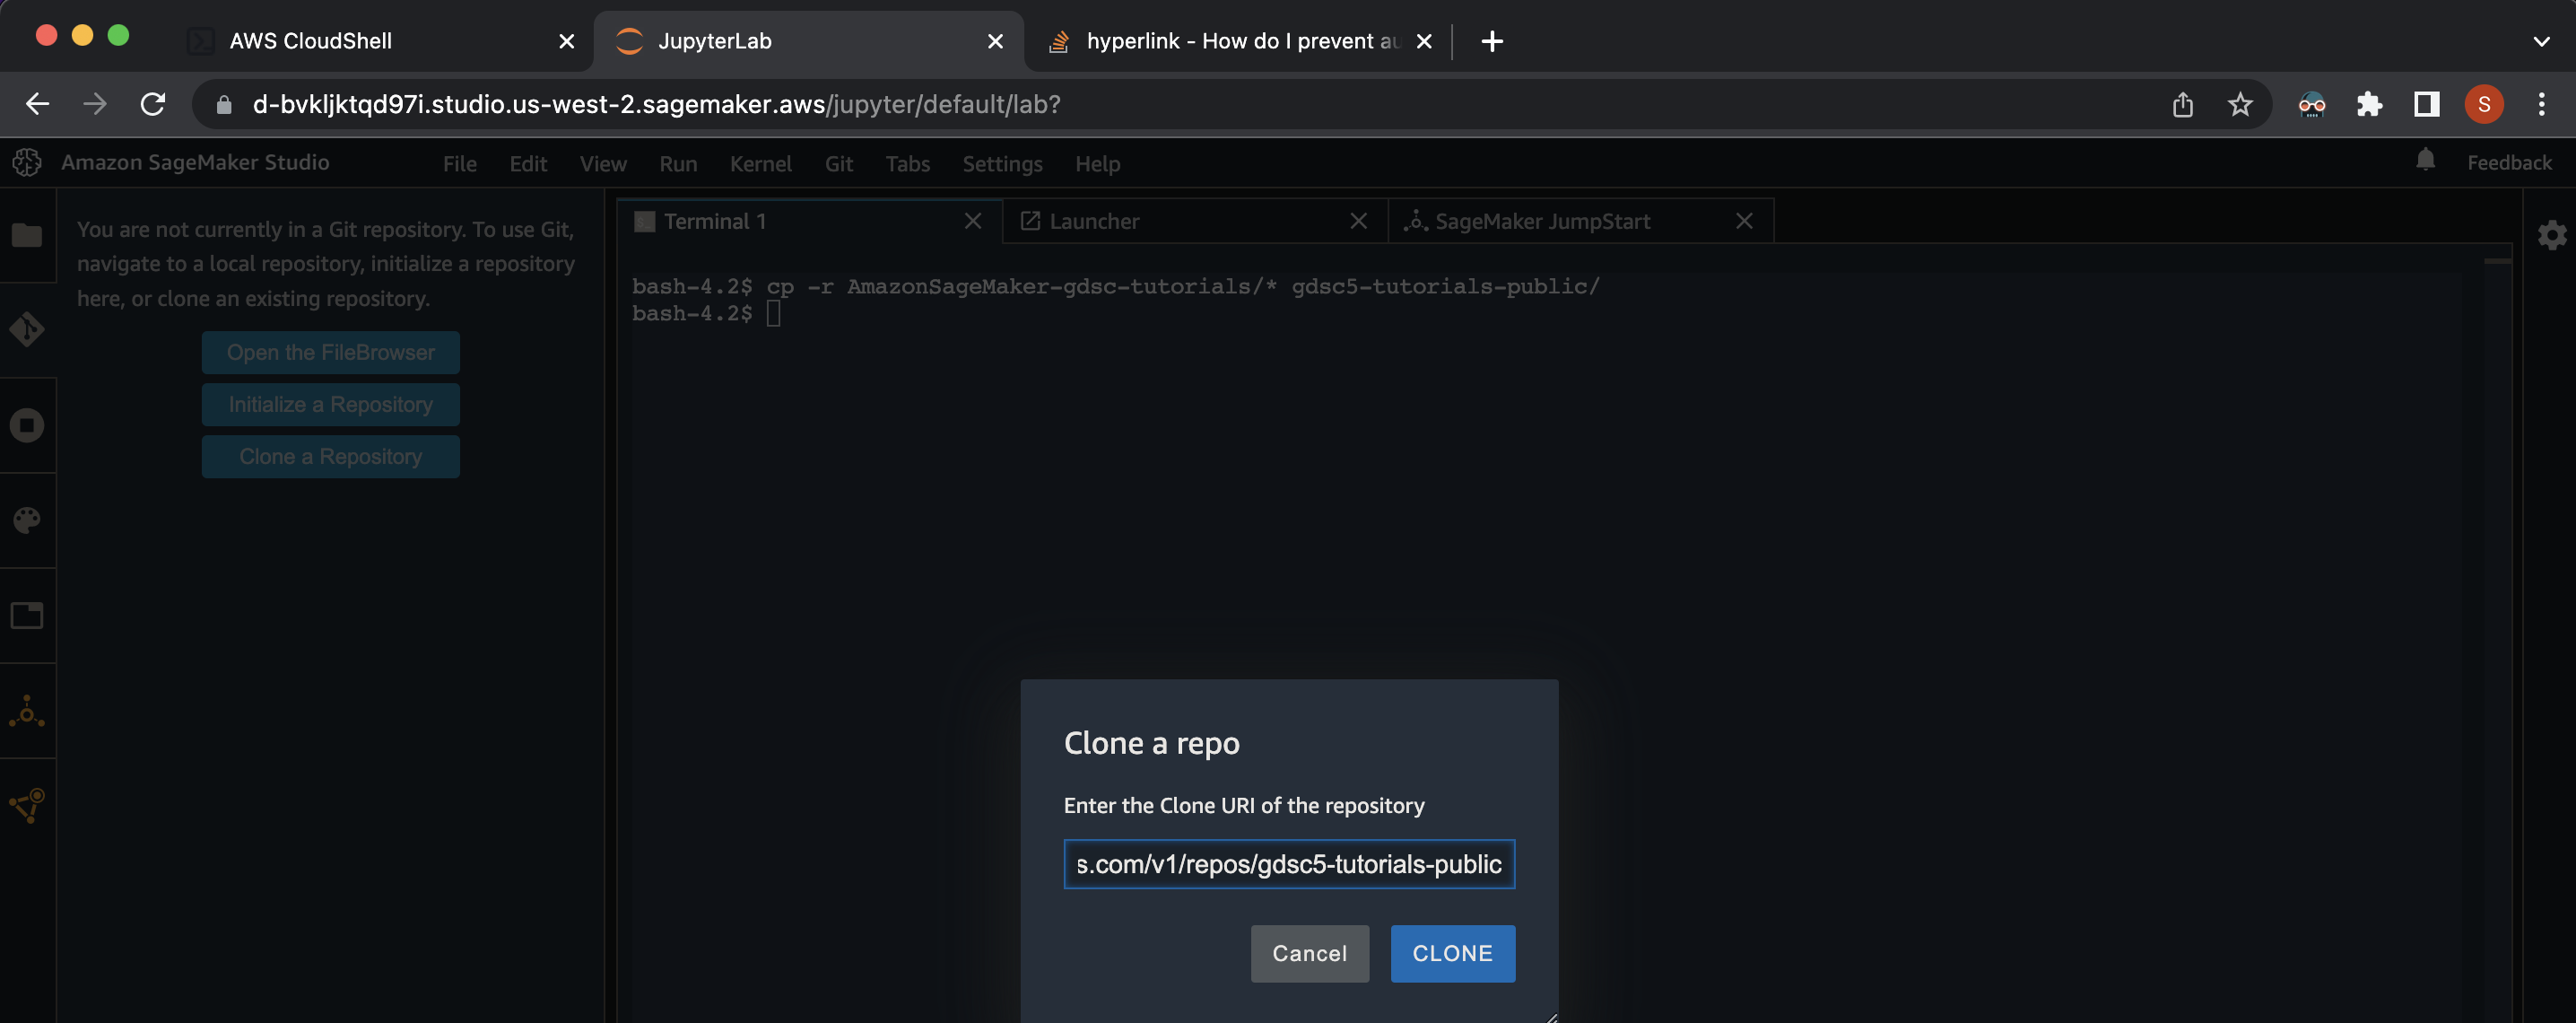 AWS CloudShell
JupyterLab
hyperlink - How do I prevent au
d-bvkljktqd97i.studio.us-west-2.sagemaker.aws/jupyter/default/lab?
S
Amazon SageMaker Studio
File Edit View Run Kernel Git Tabs Settings Help
Feedback
You are not currently in a Git repository. To use Git,
navigate to a local repository, initialize a repository
here, or clone an existing repository.
Open the FileBrowser
Initialize a Repository
Clone a Repository
Terminal 1
Launcher
SageMaker JumpStart
bash-4.2$ cp -r AmazonSageMaker-gdsc-tutorials/* gdsc5-tutorials-public/
bash-4.2$
Clone a repo
Enter the Clone URI of the repository
s.com/v1/repos/gdsc5-tutorials-public
Cancel
CLONE